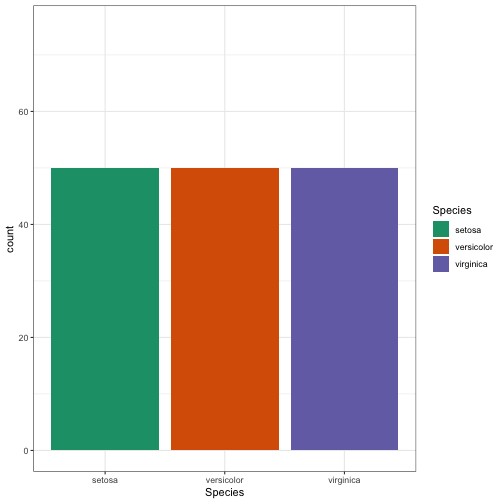 60
40
20
0
count
setosa
versicolor
virginica
Species
Species
setosa
versicolor
virginica